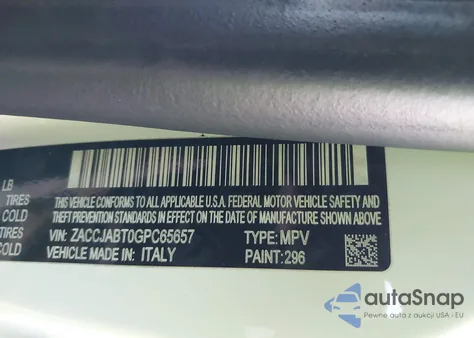 LB
TIRES
COLD
TIRES
COLD
THIS VEHICLE CONFORMS TO ALL APPLICABLE U.S.A. FEDERAL MOTOR VEHICLE SAFETY AND
THEFT PREVENTION STANDARDS IN EFFECT ON THE DATE OF MANUFACTURE SHOWN ABOVE.
VIN: ZACCJABT0GPC65657 TYPE: MPV
VEHICLE MADE IN: ITALY PAINT: 296
autoSnap
Pewne auta z aukcji USA i EU